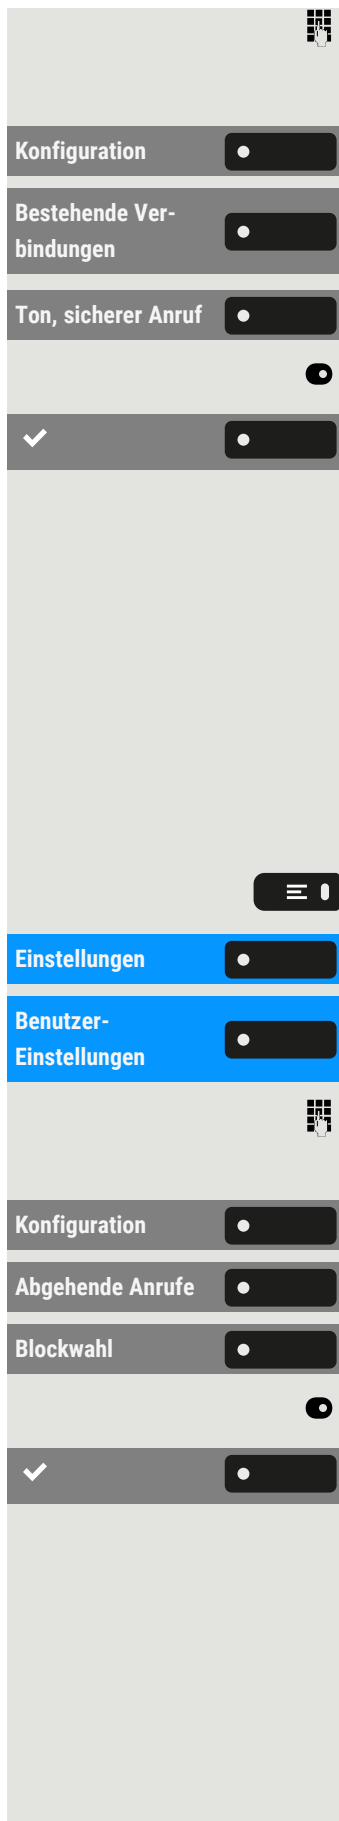 Konfiguration
Bestehende Ver-
bindungen
Ton, sicherer Anruf
Einstellungen
Benutzer-
Einstellungen
Konfiguration
Abgehende Anrufe
Blockwahl